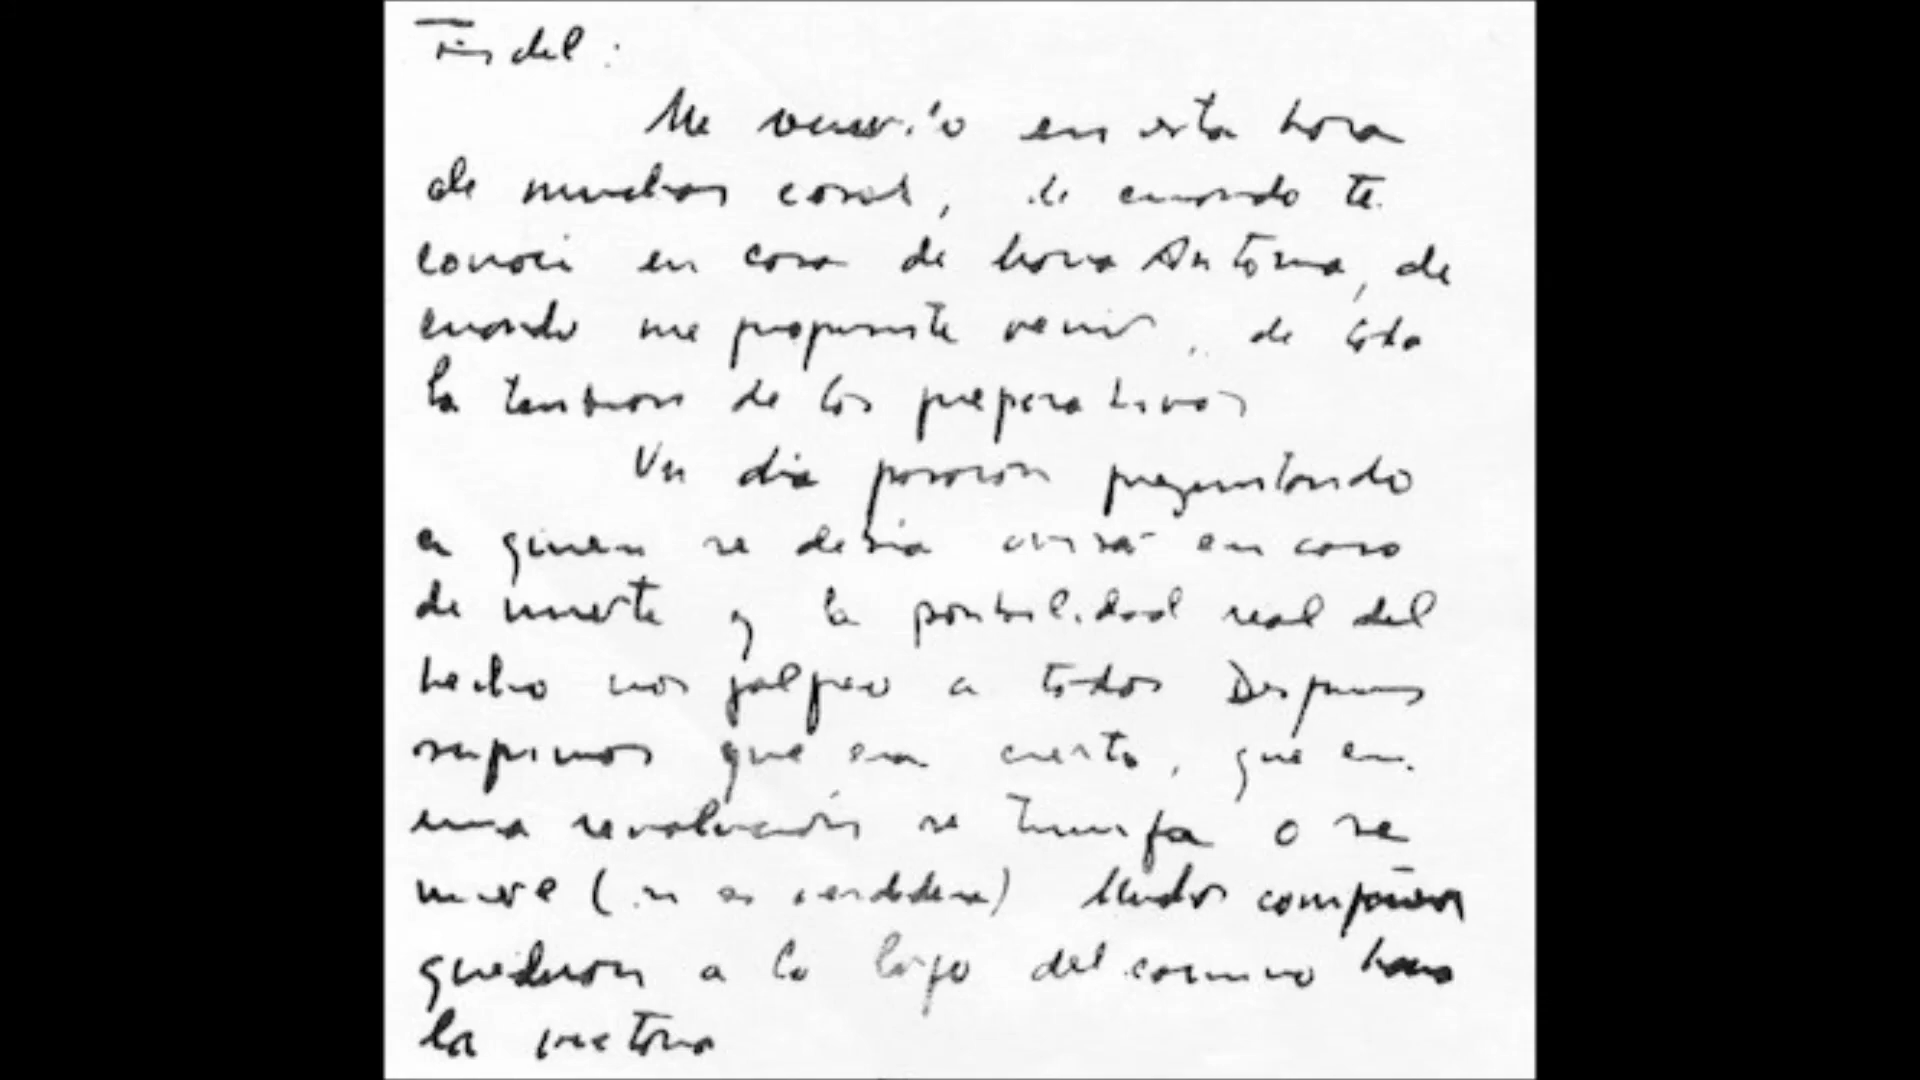 Fidel:
Me recuerdo en esta hora
de muchas cosas, de cuando te
conocí en casa de María Antonia, de
cuando me propusiste venir, de toda
la tensión de los preparativos
Un día pasaron preguntando
a quien se debía avisar en caso
de muerte y la posibilidad real del
hecho nos golpeó a todos Después
supimos que era cierto, que en
una revolución se triunfa o se
muere (si es verdadera) Muchos compañeros
quedaron a lo largo del camino hacia
la victoria